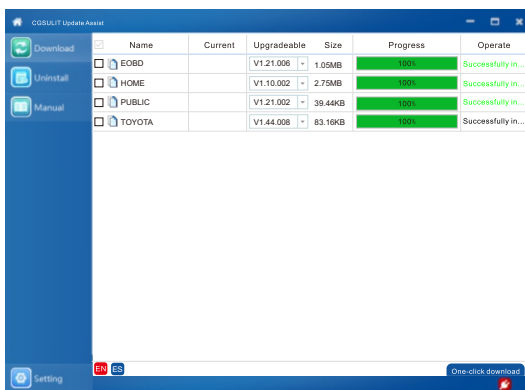 CGSULIT Update Assist
Download
Uninstall
Manual
Setting
Name Current Upgradeable Size Progress Operate
EOBD V1.21.006 1.05MB 100% Successfully in...
HOME V1.10.002 2.75MB 100% Successfully in...
PUBLIC V1.21.002 39.44KB 100% Successfully in...
TOYOTA V1.44.008 83.16KB 100% Successfully in...
EN ES
One-click download